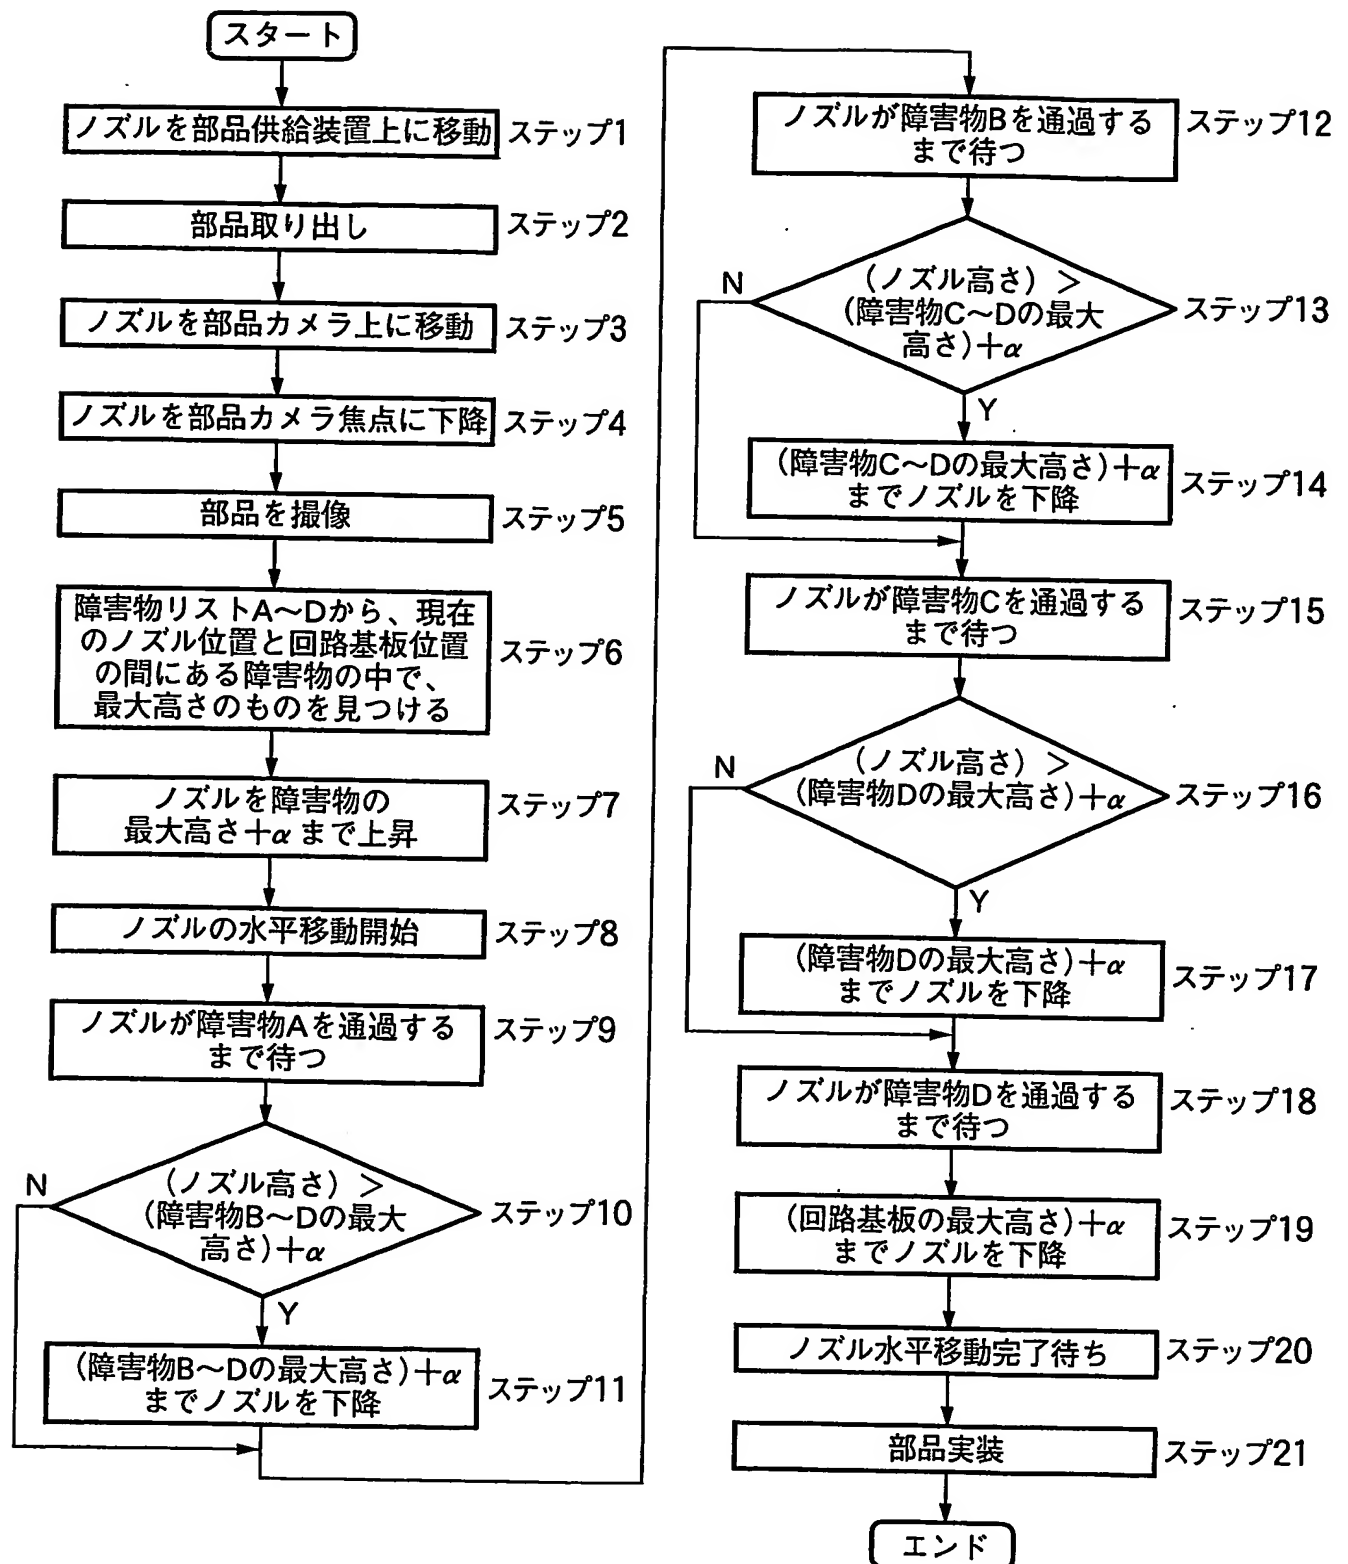 スタート
ノズルを部品供給装置上に移動 ステップ1
部品取り出し ステップ2
ノズルを部品カメラ上に移動 ステップ3
ノズルを部品カメラ焦点に下降 ステップ4
部品を撮像 ステップ5
障害物リストA〜Dから、現在
のノズル位置と回路基板位置
の間にある障害物の中で、
最大高さのものを見つける
ステップ6
ノズルを障害物の
最大高さ+α まで上昇
ステップ7
ノズルの水平移動開始 ステップ8
ノズルが障害物Aを通過する
まで待つ
ステップ9
(ノズル高さ) >
(障害物B〜Dの最大
高さ)+α
ステップ10
N
Y
(障害物B〜Dの最大高さ)+α
までノズルを下降
ステップ11
ノズルが障害物Bを通過する
まで待つ
ステップ12
(ノズル高さ) >
(障害物C〜Dの最大
高さ)+α
ステップ13
N
Y
(障害物C〜Dの最大高さ)+α
までノズルを下降
ステップ14
ノズルが障害物Cを通過する
まで待つ
ステップ15
(ノズル高さ) >
(障害物Dの最大高さ)+α
ステップ16
N
Y
(障害物Dの最大高さ)+α
までノズルを下降
ステップ17
ノズルが障害物Dを通過する
まで待つ
ステップ18
(回路基板の最大高さ)+α
までノズルを下降
ステップ19
ノズル水平移動完了待ち ステップ20
部品実装 ステップ21
エンド